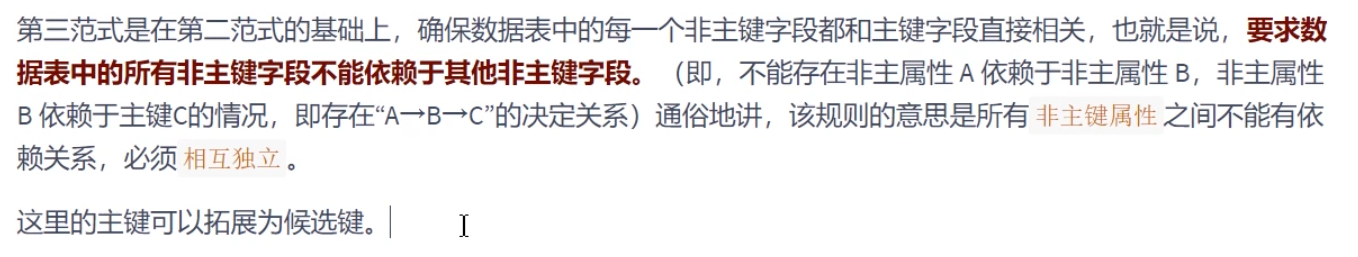 第三范式是在第二范式的基础上，确保数据表中的每一个非主键字段都和主键字段直接相关，也就是说，要求数
据表中的所有非主键字段不能依赖于其他非主键字段。（即，不能存在非主属性 A 依赖于非主属性 B，非主属性
B 依赖于主键C的情况，即存在“A→B→C”的决定关系）通俗地讲，该规则的意思是所有 非主键属性 之间不能有依
赖关系，必须 相互独立 。
这里的主键可以拓展为候选键。